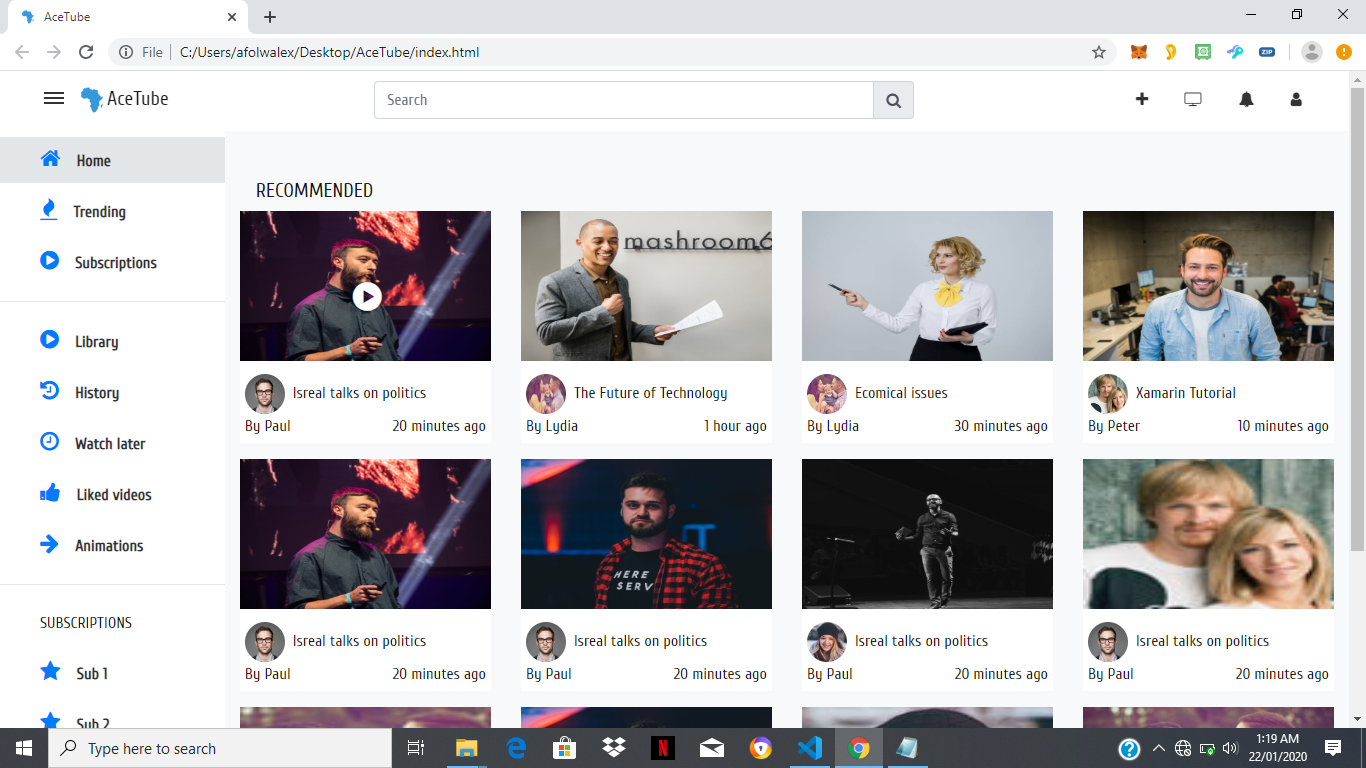 AceTube
File C:/Users/afolwalex/Desktop/AceTube/index.html
ZIP
AceTube
Search
Home
Trending
Subscriptions
Library
History
Watch later
Liked videos
Animations
SUBSCRIPTIONS
Sub 1
Sub 2
RECOMMENDED
mashroom6
Isreal talks on politics
By Paul 20 minutes ago
The Future of Technology
By Lydia 1 hour ago
Ecomical issues
By Lydia 30 minutes ago
Xamarin Tutorial
By Peter 10 minutes ago
HERE
SERV
Isreal talks on politics
By Paul 20 minutes ago
Isreal talks on politics
By Paul 20 minutes ago
Isreal talks on politics
By Paul 20 minutes ago
Isreal talks on politics
By Paul 20 minutes ago
Type here to search
N
1:19 AM
22/01/2020